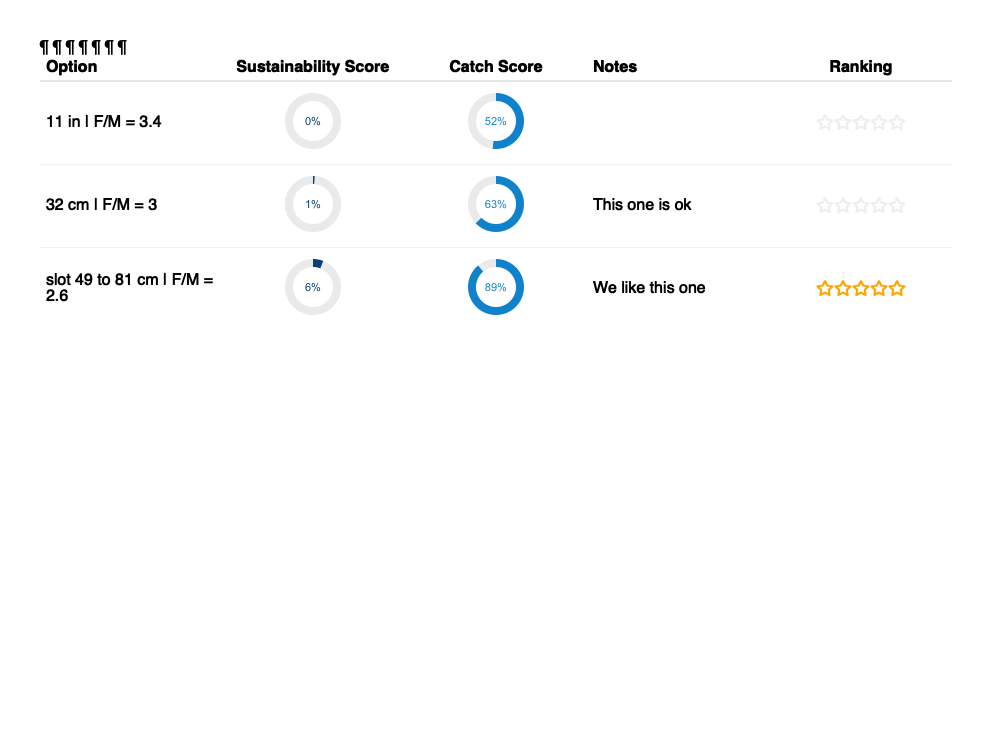 ¶¶¶¶¶¶¶
Option Sustainability Score Catch Score Notes Ranking
11 in | F/M = 3.4 0% 52%
32 cm | F/M = 3 1% 63% This one is ok
slot 49 to 81 cm | F/M =
2.6 6% 89% We like this one